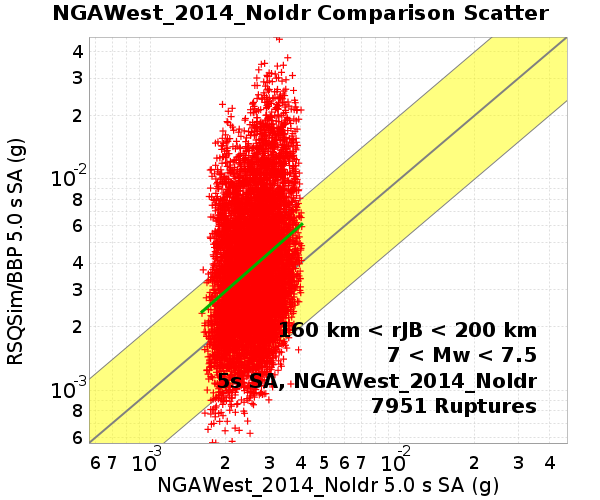 NGAWest_2014_NoIdr Comparison Scatter
RSQSim/BBP 5.0 s SA (g)
4
3
2
10-2
8
6
4
3
2
10-3
8
6
160 km < rJB < 200 km
7 < Mw < 7.5
5s SA, NGAWest_2014_NoIdr
7951 Ruptures
6 7 10-3 2 3 4 5 6 7 10-2 2 3 4
NGAWest_2014_NoIdr 5.0 s SA (g)